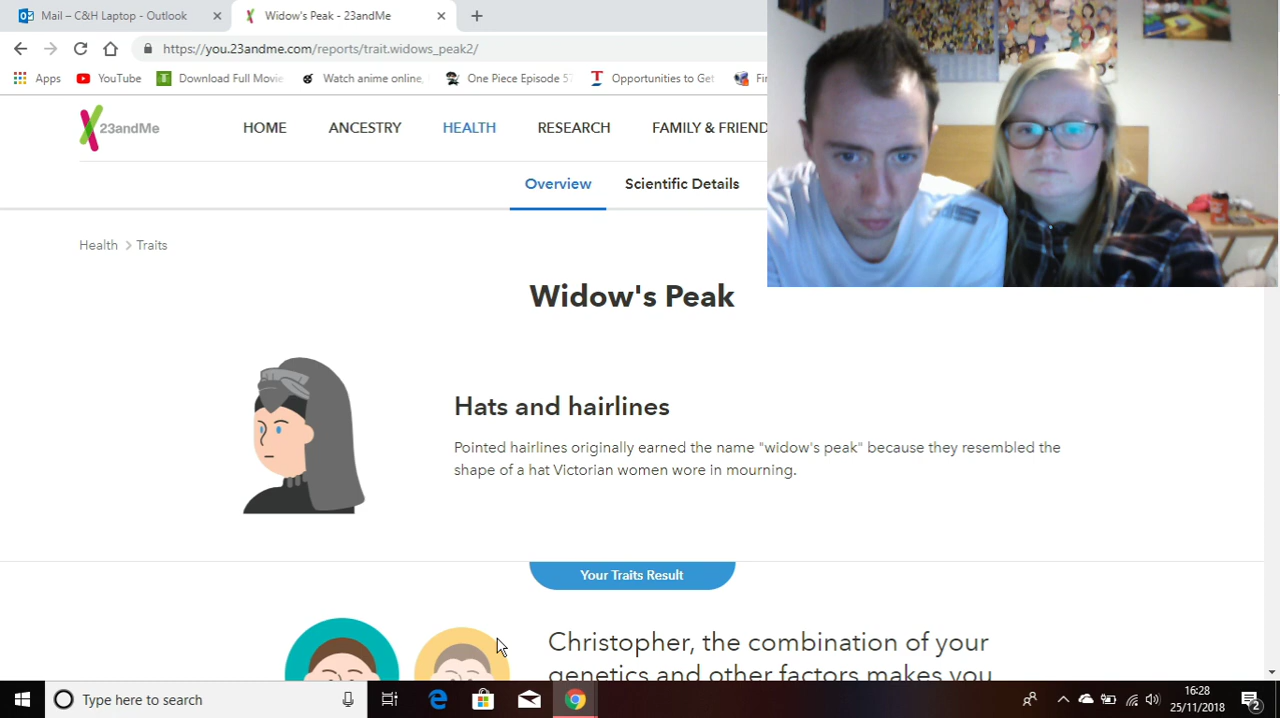 Mail – C&H Laptop - Outlook
Widow's Peak - 23andMe
https://you.23andme.com/reports/trait.widows_peak2/
Apps
YouTube
Download Full Movie
Watch anime online,
One Piece Episode 57
Opportunities to Get
23andMe
HOME
ANCESTRY
HEALTH
RESEARCH
FAMILY & FRIEND
Overview
Scientific Details
Health > Traits
Widow's Peak
Hats and hairlines
Pointed hairlines originally earned the name "widow's peak" because they resembled the
shape of a hat Victorian women wore in mourning.
Your Traits Result
Christopher, the combination of your
genetics and other factors makes you
Type here to search
16:28
25/11/2018
2